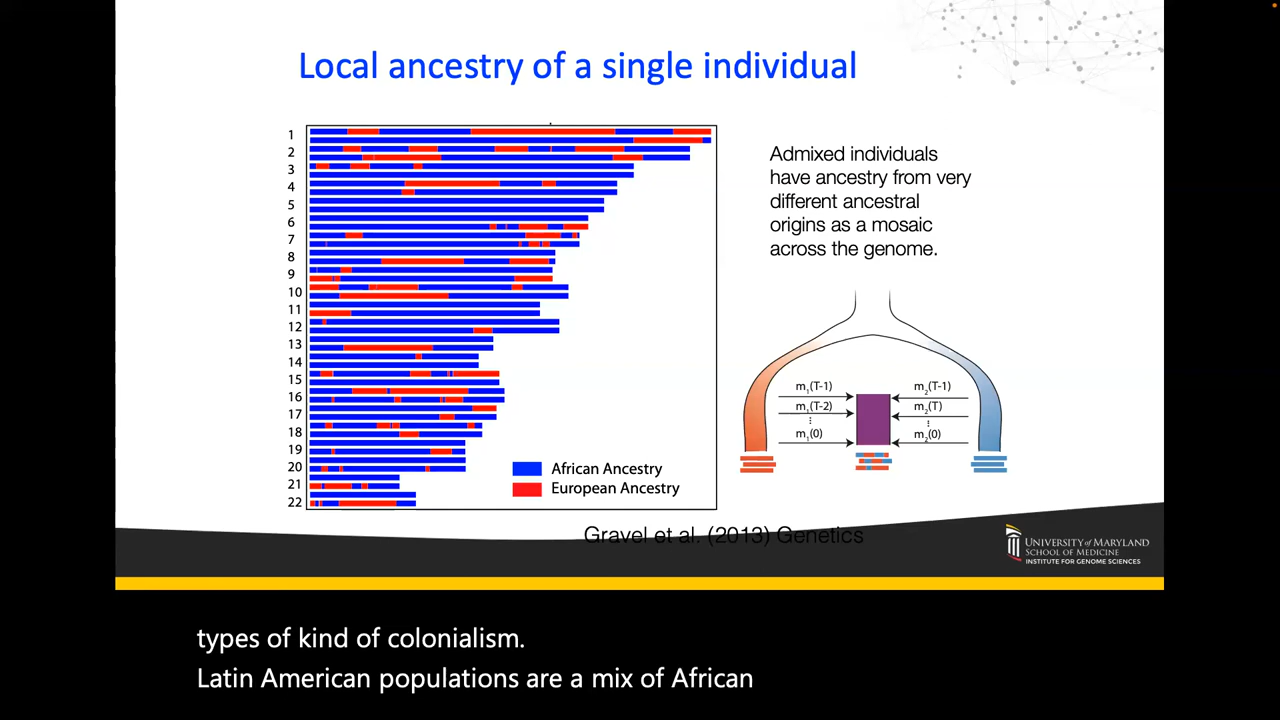 Local ancestry of a single individual
1
2
3
4
5
6
7
8
9
10
11
12
13
14
15
16
17
18
19
20
21
22
African Ancestry
European Ancestry
Admixed individuals
have ancestry from very
different ancestral
origins as a mosaic
across the genome.
m₁(T-1)
m₂(T-1)
m₁(T-2)
m₂(T)
⋮
⋮
m₁(0)
m₂(0)
Gravel et al. (2013) Genetics
UNIVERSITY of MARYLAND
SCHOOL OF MEDICINE
INSTITUTE FOR GENOME SCIENCES
types of kind of colonialism.
Latin American populations are a mix of African